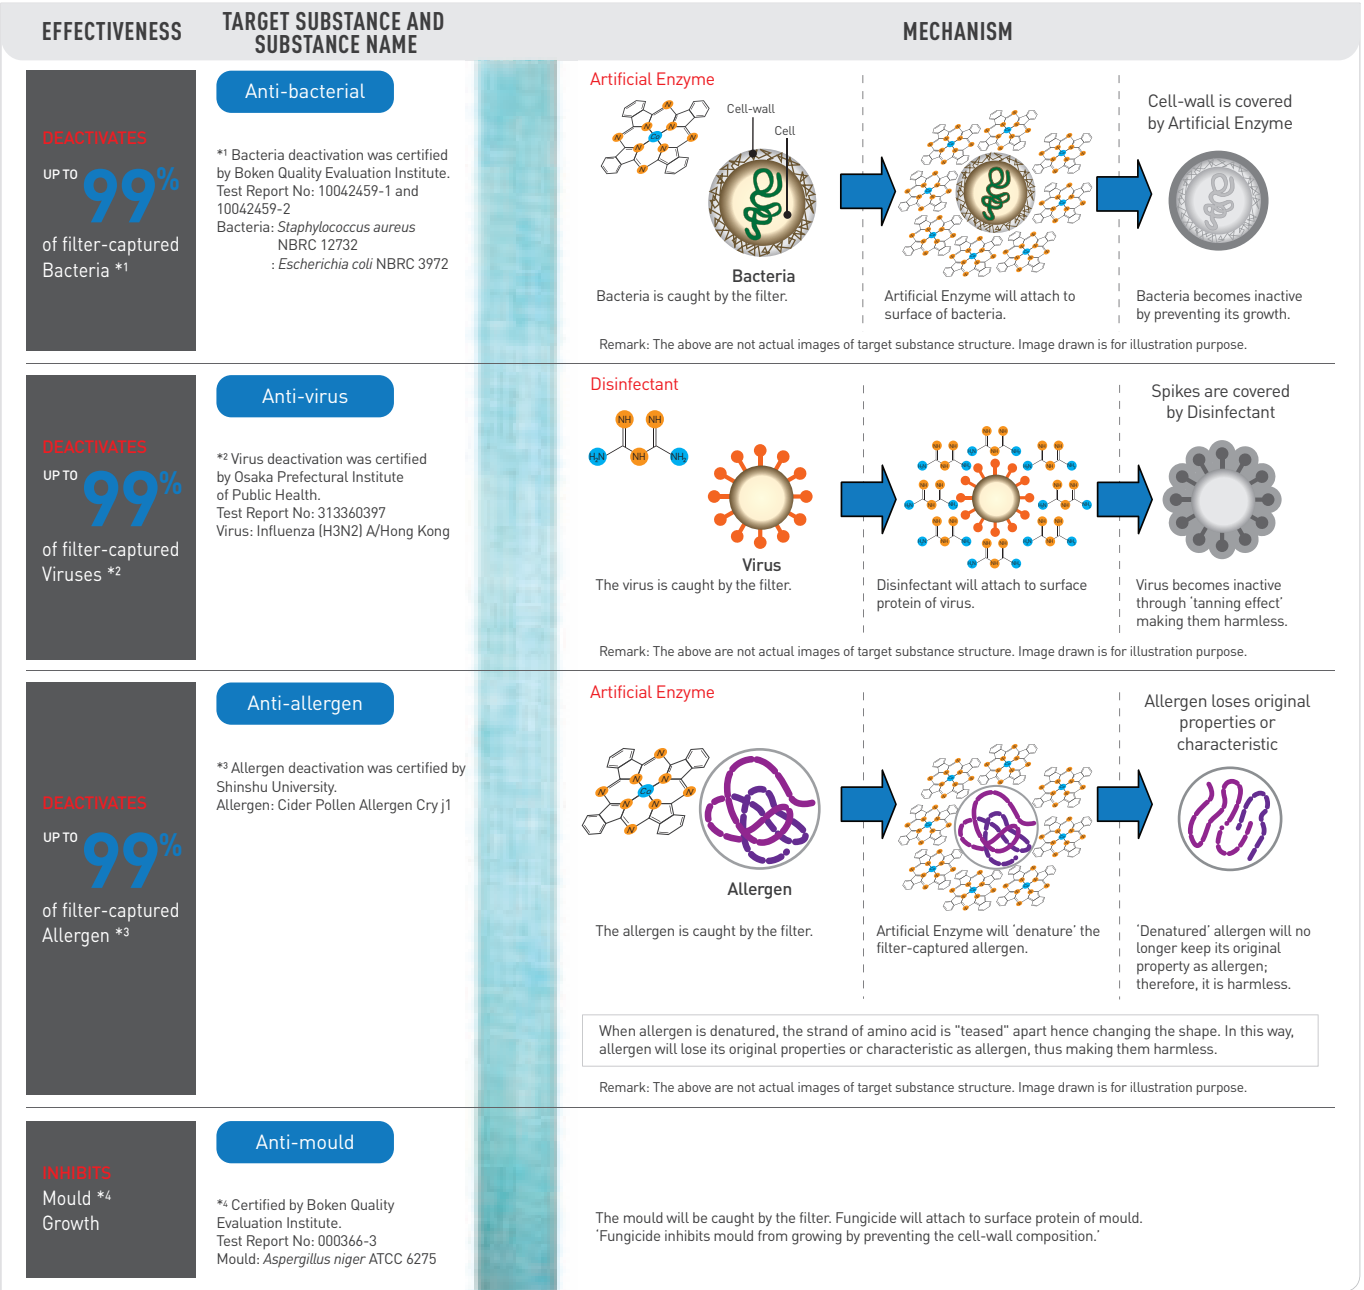 EFFECTIVENESS
TARGET SUBSTANCE AND
SUBSTANCE NAME
MECHANISM
DEACTIVATES
UP TO 99%
of filter-captured
Bacteria *1
Anti-bacterial
*1 Bacteria deactivation was certified
by Boken Quality Evaluation Institute.
Test Report No: 10042459-1 and
10042459-2
Bacteria: Staphylococcus aureus
NBRC 12732
: Escherichia coli NBRC 3972
Artificial Enzyme
N
N
N
N
N
N
Co
Cell-wall
Cell
Bacteria
Bacteria is caught by the filter.
Artificial Enzyme will attach to
surface of bacteria.
Cell-wall is covered
by Artificial Enzyme
Bacteria becomes inactive
by preventing its growth.
Remark: The above are not actual images of target substance structure. Image drawn is for illustration purpose.
DEACTIVATES
UP TO 99%
of filter-captured
Viruses *2
Anti-virus
*2 Virus deactivation was certified
by Osaka Prefectural Institute
of Public Health.
Test Report No: 313360397
Virus: Influenza (H3N2) A/Hong Kong
Disinfectant
NH NH
H2N NH NH2
Virus
The virus is caught by the filter.
Disinfectant will attach to surface
protein of virus.
Spikes are covered
by Disinfectant
Virus becomes inactive
through 'tanning effect'
making them harmless.
Remark: The above are not actual images of target substance structure. Image drawn is for illustration purpose.
DEACTIVATES
UP TO 99%
of filter-captured
Allergen *3
Anti-allergen
*3 Allergen deactivation was certified by
Shinshu University.
Allergen: Cider Pollen Allergen Cry j1
Artificial Enzyme
N
N N
N Co N
N N
N
Allergen
The allergen is caught by the filter.
Artificial Enzyme will 'denature' the
filter-captured allergen.
Allergen loses original
properties or
characteristic
'Denatured' allergen will no
longer keep its original
property as allergen;
therefore, it is harmless.
When allergen is denatured, the strand of amino acid is "teased" apart hence changing the shape. In this way,
allergen will lose its original properties or characteristic as allergen, thus making them harmless.
Remark: The above are not actual images of target substance structure. Image drawn is for illustration purpose.
INHIBITS
Mould *4
Growth
Anti-mould
*4 Certified by Boken Quality
Evaluation Institute.
Test Report No: 000366-3
Mould: Aspergillus niger ATCC 6275
The mould will be caught by the filter. Fungicide will attach to surface protein of mould.
'Fungicide inhibits mould from growing by preventing the cell-wall composition.'